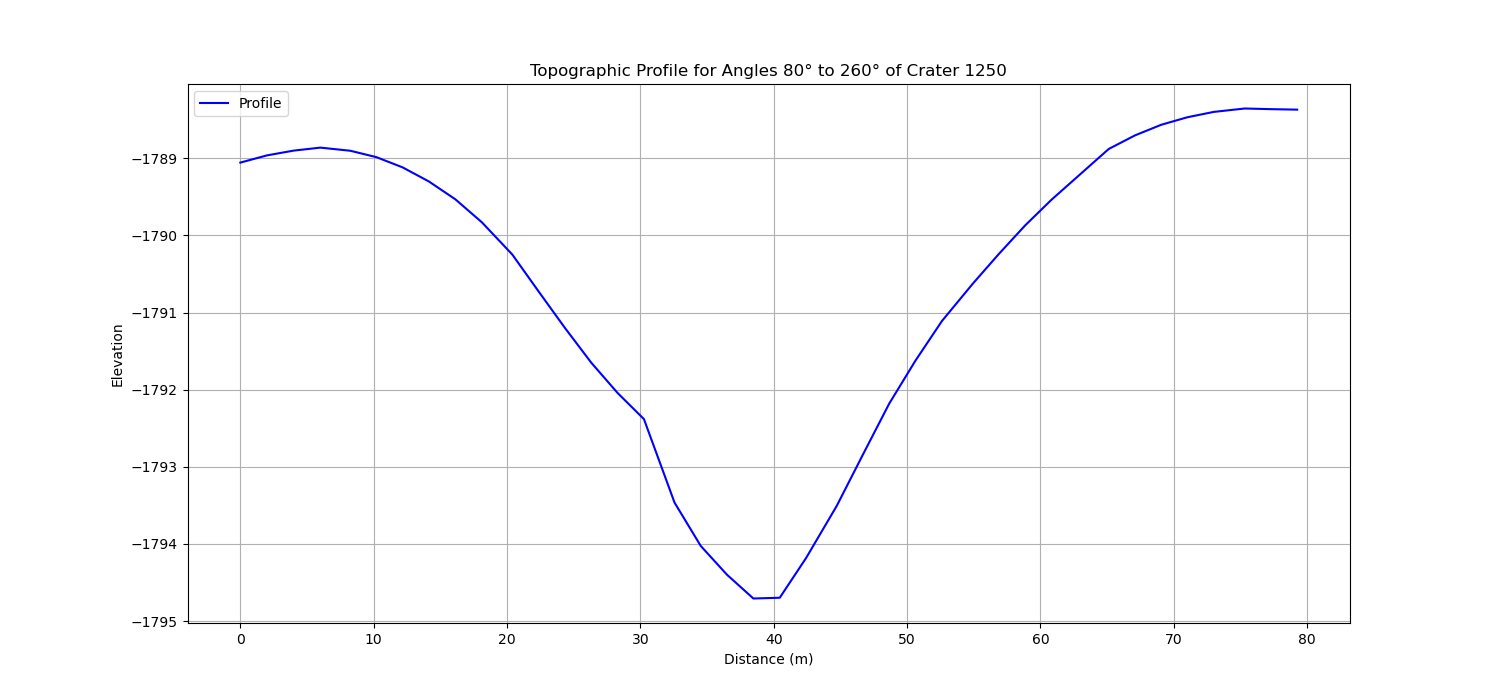 Topographic Profile for Angles 80° to 260° of Crater 1250
Profile
Elevation
−1789
−1790
−1791
−1792
−1793
−1794
−1795
0 10 20 30 40 50 60 70 80
Distance (m)